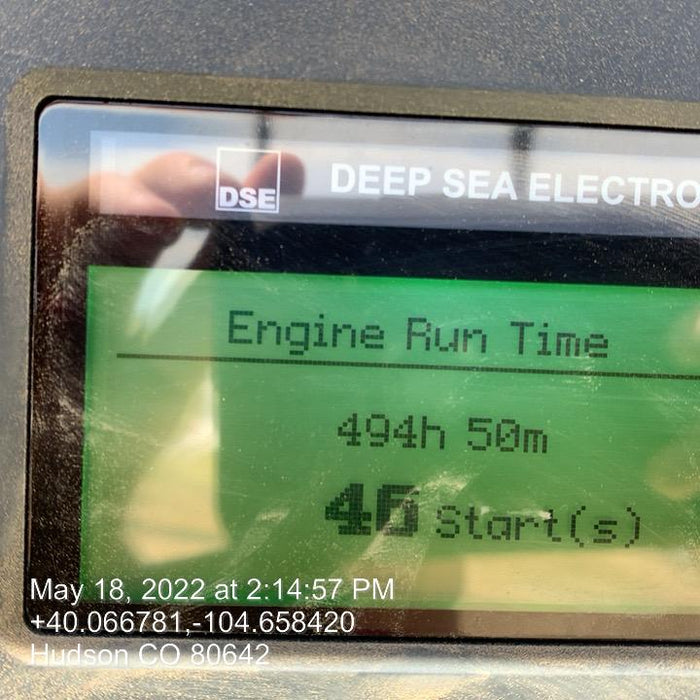 DSE DEEP SEA ELECTRO
Engine Run Time
494h 50m
Start(s)
May 18, 2022 at 2:14:57 PM
+40.066781,-104.658420
Hudson CO 80642